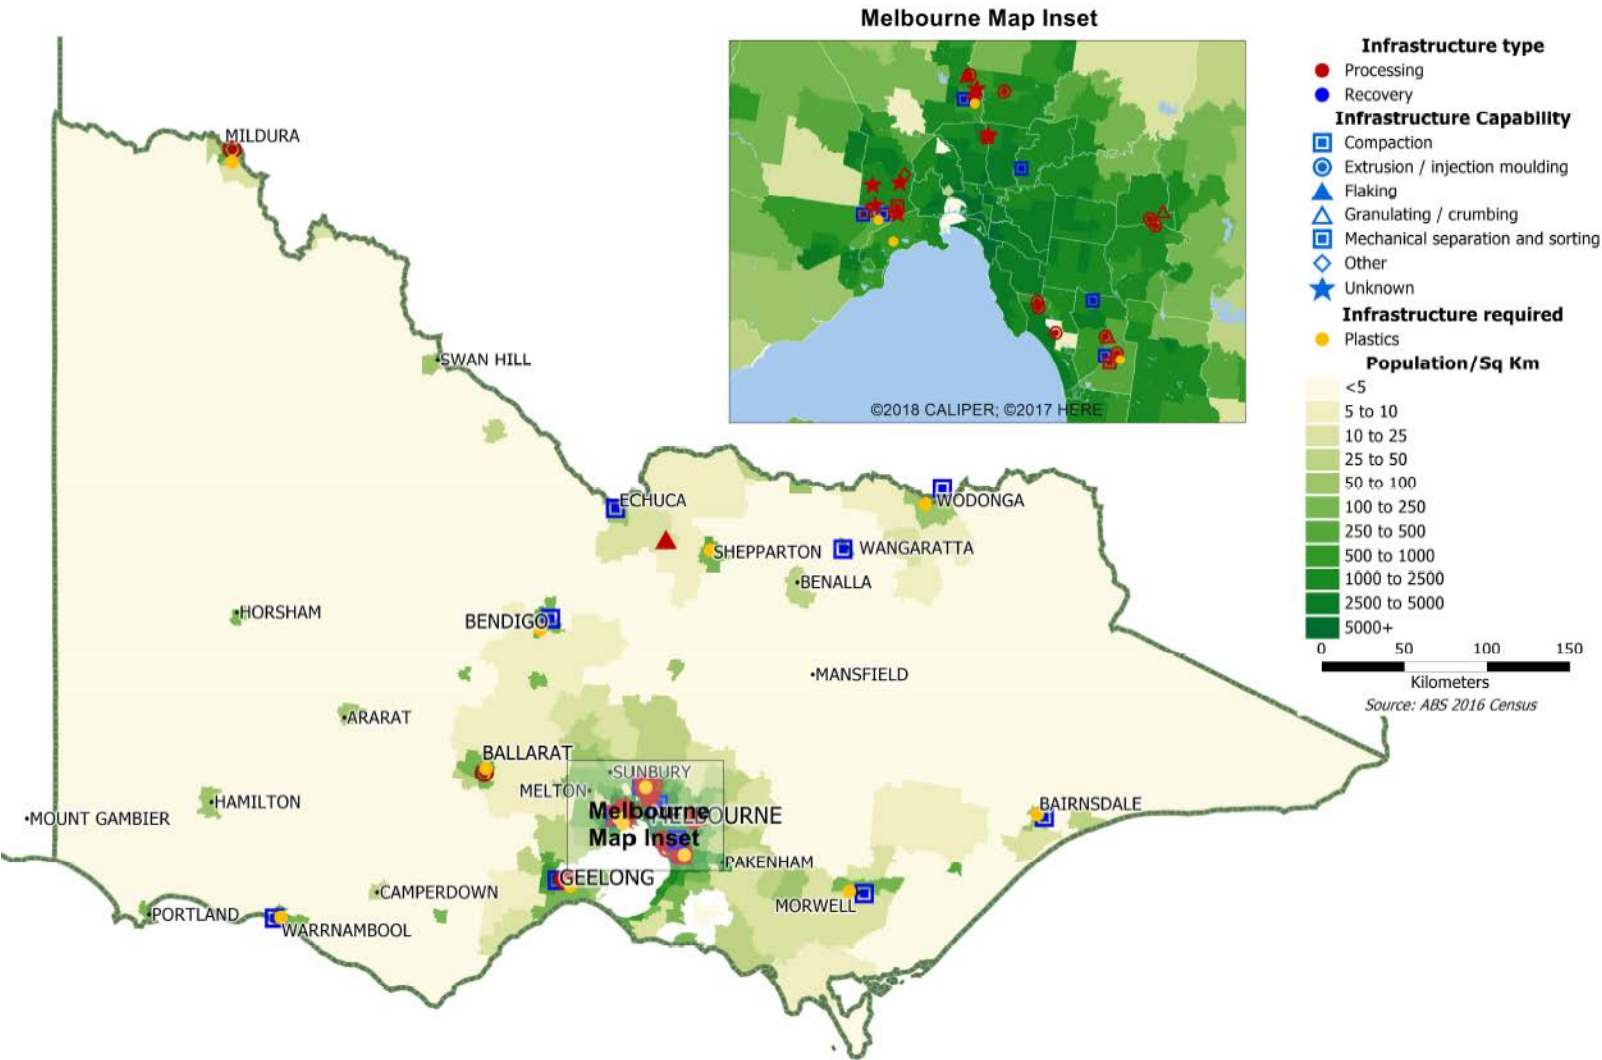 Melbourne Map Inset
©2018 CALIPER; ©2017 HERE
Infrastructure type
Processing
Recovery
Infrastructure Capability
Compaction
Extrusion / injection moulding
Flaking
Granulating / crumbing
Mechanical separation and sorting
Other
Unknown
Infrastructure required
Plastics
Population/Sq Km
<5
5 to 10
10 to 25
25 to 50
50 to 100
100 to 250
250 to 500
500 to 1000
1000 to 2500
2500 to 5000
5000+
0 50 100 150
Kilometers
Source: ABS 2016 Census
MILDURA
SWAN HILL
ECHUCA
WODONGA
SHEPPARTON
WANGARATTA
BENALLA
HORSHAM
BENDIGO
MANSFIELD
ARARAT
BALLARAT
SUNBURY
MELTON
HAMILTON
BAIRNSDALE
MOUNT GAMBIER
MELBOURNE
Melbourne
Map Inset
PAKENHAM
GEELONG
CAMPERDOWN
MORWELL
PORTLAND
WARRNAMBOOL